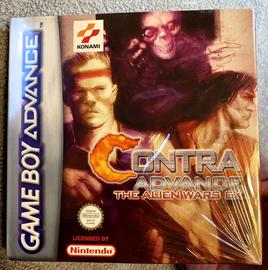 KONAMI
GAME BOY ADVANCE
CONTRA
ADVANCE
THE ALIEN WARS EX
LICENSED BY
Nintendo